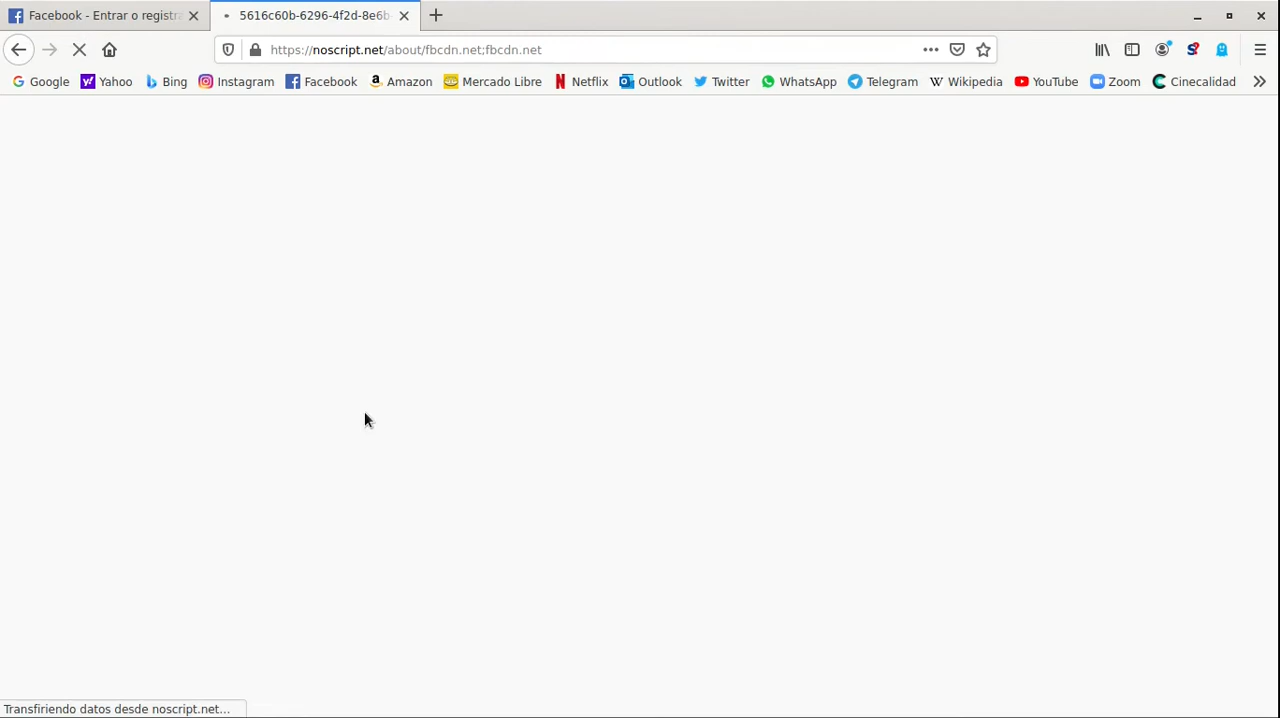 Facebook - Entrar o registra
5616c60b-6296-4f2d-8e6b-
https://noscript.net/about/fbcdn.net;fbcdn.net
Google Yahoo Bing Instagram Facebook Amazon Mercado Libre Netflix Outlook Twitter WhatsApp Telegram Wikipedia YouTube Zoom Cinecalidad
Transfiriendo datos desde noscript.net...